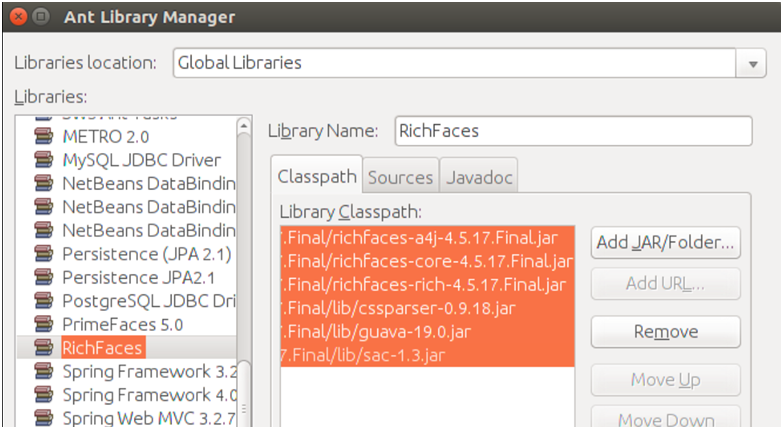 Ant Library Manager
Libraries location:
Global Libraries
Libraries:
METRO 2.0
MySQL JDBC Driver
NetBeans DataBindin
NetBeans DataBindin
NetBeans DataBindin
Persistence (JPA 2.1)
Persistence JPA2.1
PostgreSQL JDBC Dri
PrimeFaces 5.0
RichFaces
Spring Framework 3.2
Spring Framework 4.0
Spring Web MVC 3.2.7
Library Name:
RichFaces
Classpath
Sources
Javadoc
Library Classpath:
7.Final/richfaces-a4j-4.5.17.Final.jar
7.Final/richfaces-core-4.5.17.Final.jar
7.Final/richfaces-rich-4.5.17.Final.jar
7.Final/lib/cssparser-0.9.18.jar
7.Final/lib/guava-19.0.jar
7.Final/lib/sac-1.3.jar
Add JAR/Folder...
Add URL...
Remove
Move Up
Move Down